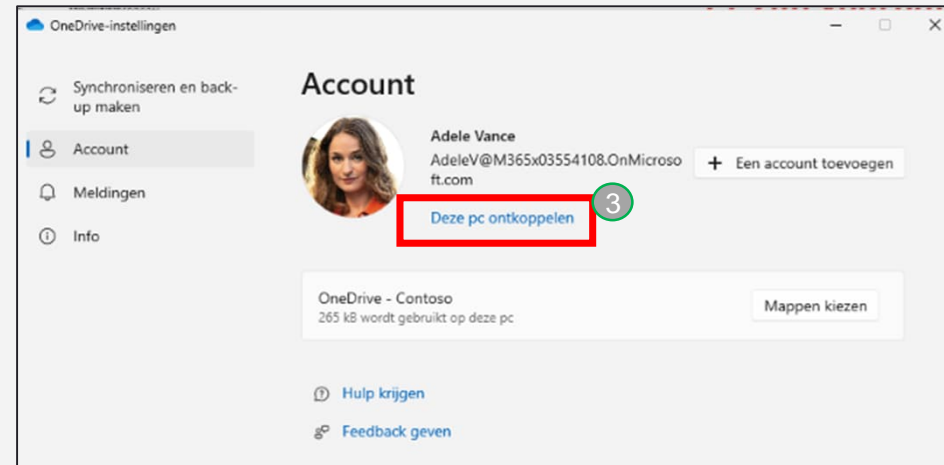 OneDrive-instellingen
Synchroniseren en back-
up maken
Account
Meldingen
Info
Account
Adele Vance
AdeleV@M365x03554108.OnMicroso
ft.com
Een account toevoegen
Deze pc ontkoppelen
3
OneDrive - Contoso
265 kB wordt gebruikt op deze pc
Mappen kiezen
Hulp krijgen
Feedback geven